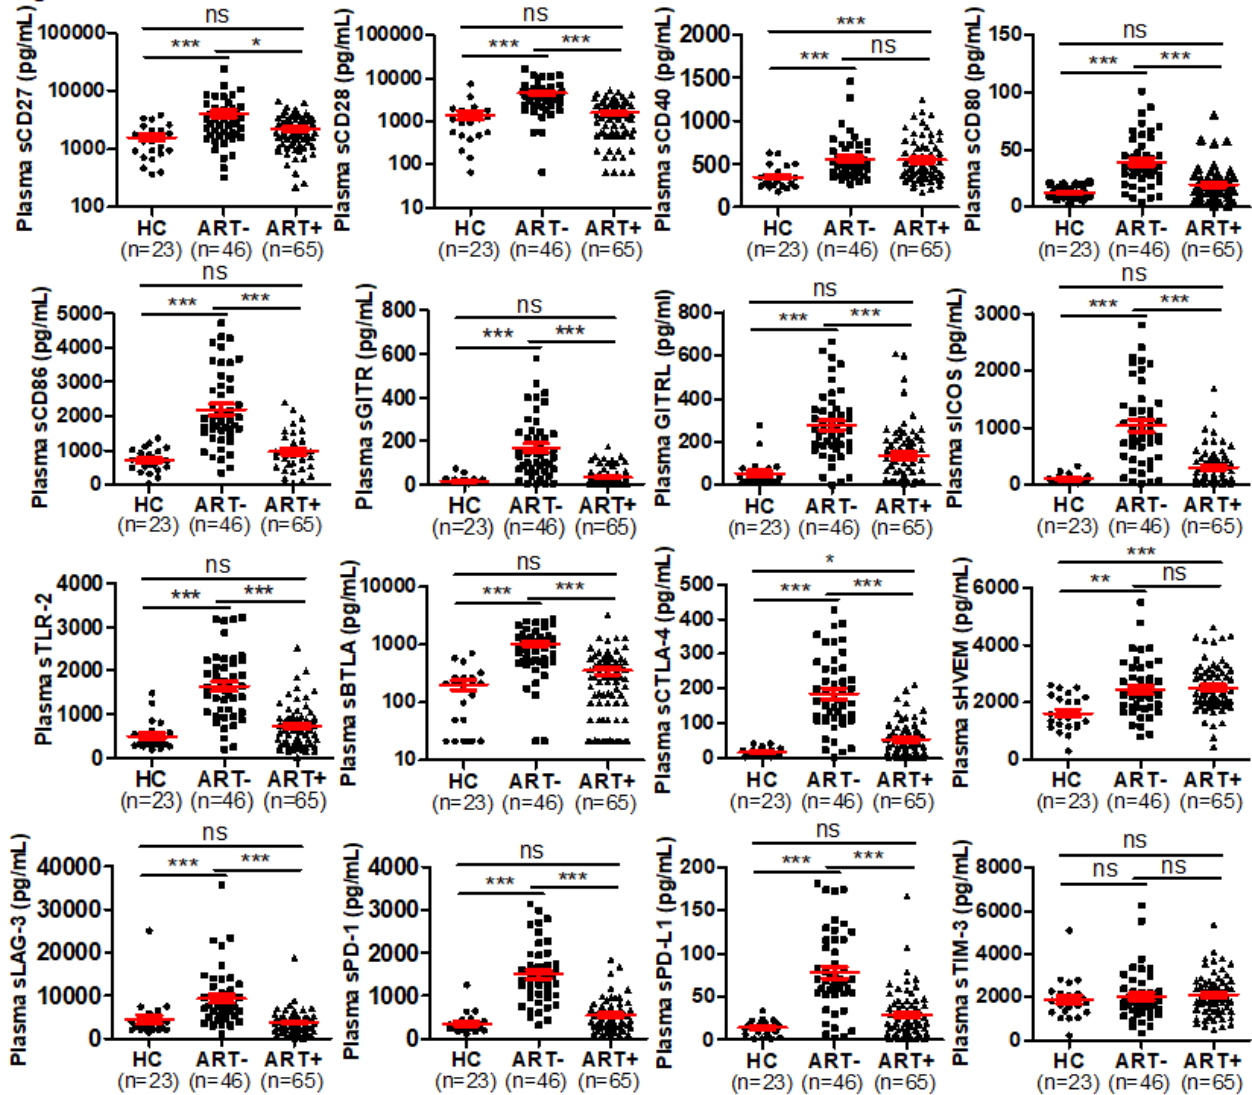 ns
*** *
Plasma sCD27 (pg/mL)
100000
10000
1000
100
HC ART- ART+
(n=23) (n=46) (n=65)
ns
*** ***
Plasma sCD28 (pg/mL)
100000
10000
1000
100
10
HC ART- ART+
(n=23) (n=46) (n=65)
***
*** ns
Plasma sCD40 (pg/mL)
2000
1500
1000
500
0
HC ART- ART+
(n=23) (n=46) (n=65)
ns
*** ***
Plasma sCD80 (pg/mL)
150
100
50
0
HC ART- ART+
(n=23) (n=46) (n=65)
ns
*** ***
Plasma sCD86 (pg/mL)
5000
4000
3000
2000
1000
0
HC ART- ART+
(n=23) (n=46) (n=65)
ns
*** ***
Plasma sGITR (pg/mL)
800
600
400
200
0
HC ART- ART+
(n=23) (n=46) (n=65)
ns
*** ***
Plasma GITRL (pg/ml)
800
600
400
200
0
HC ART- ART+
(n=23) (n=46) (n=65)
ns
*** ***
Plasma sICOS (pg/mL)
3000
2000
1000
0
HC ART- ART+
(n=23) (n=46) (n=65)
ns
*** ***
Plasma sTLR-2
4000
3000
2000
1000
0
HC ART- ART+
(n=23) (n=46) (n=65)
ns
*** ***
Plasma sBTLA (pg/mL)
10000
1000
100
10
HC ART- ART+
(n=23) (n=46) (n=65)
*
*** ***
Plasma sCTLA-4 (pg/ml)
500
400
300
200
100
0
HC ART- ART+
(n=23) (n=46) (n=65)
***
** ns
Plasma sHVEM (pg/mL)
6000
4000
2000
0
HC ART- ART+
(n=23) (n=46) (n=65)
ns
*** ***
Plasma sLAG-3 (pg/mL)
40000
30000
20000
10000
0
HC ART- ART+
(n=23) (n=46) (n=65)
ns
*** ***
Plasma sPD-1 (pg/mL)
4000
3000
2000
1000
0
HC ART- ART+
(n=23) (n=46) (n=65)
ns
*** ***
Plasma sPD-L1 (pg/mL)
200
150
100
50
0
HC ART- ART+
(n=23) (n=46) (n=65)
ns
ns ns
Plasma sTIM-3 (pg/mL)
8000
6000
4000
2000
0
HC ART- ART+
(n=23) (n=46) (n=65)